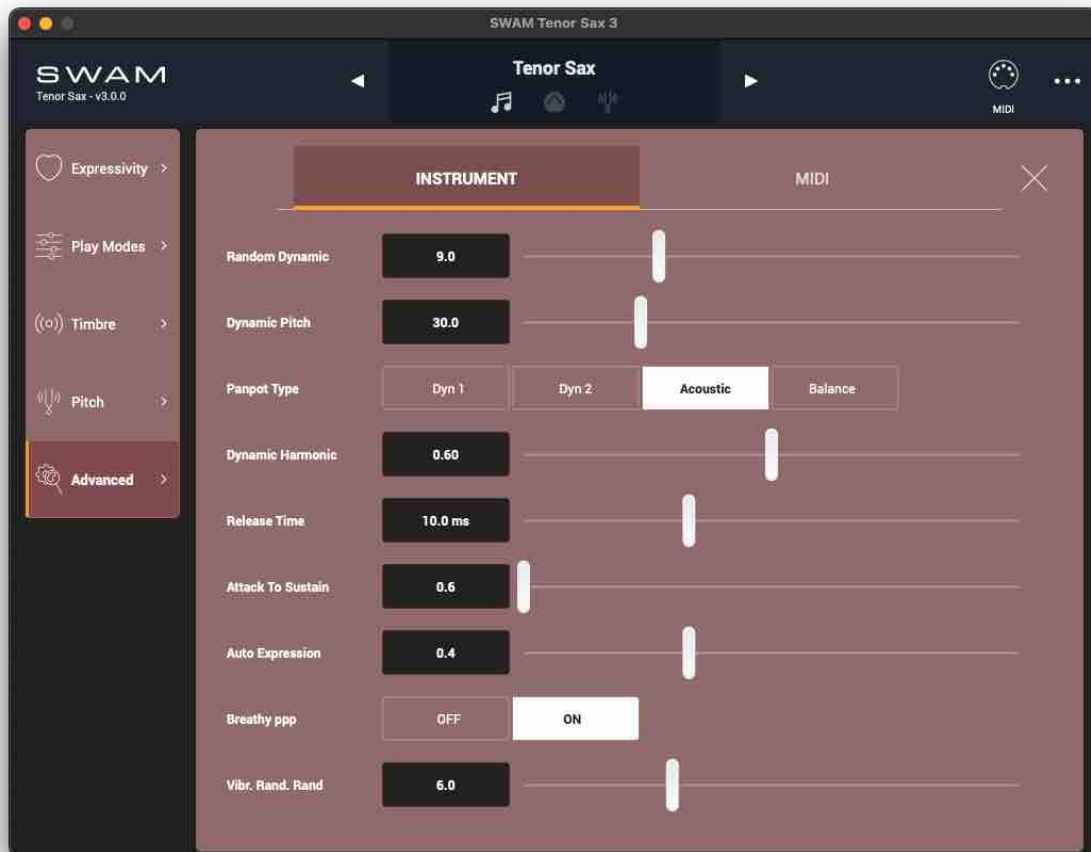 SWAM Tenor Sax 3
SWAM
Tenor Sax - v3.0.0
Tenor Sax
MIDI
Expressivity
Play Modes
Timbre
Pitch
Advanced
INSTRUMENT MIDI
Random Dynamic 9.0
Dynamic Pitch 30.0
Panpot Type Dyn 1 Dyn 2 Acoustic Balance
Dynamic Harmonic 0.60
Release Time 10.0 ms
Attack To Sustain 0.6
Auto Expression 0.4
Breathy ppp OFF ON
Vibr. Rand. Rand 6.0